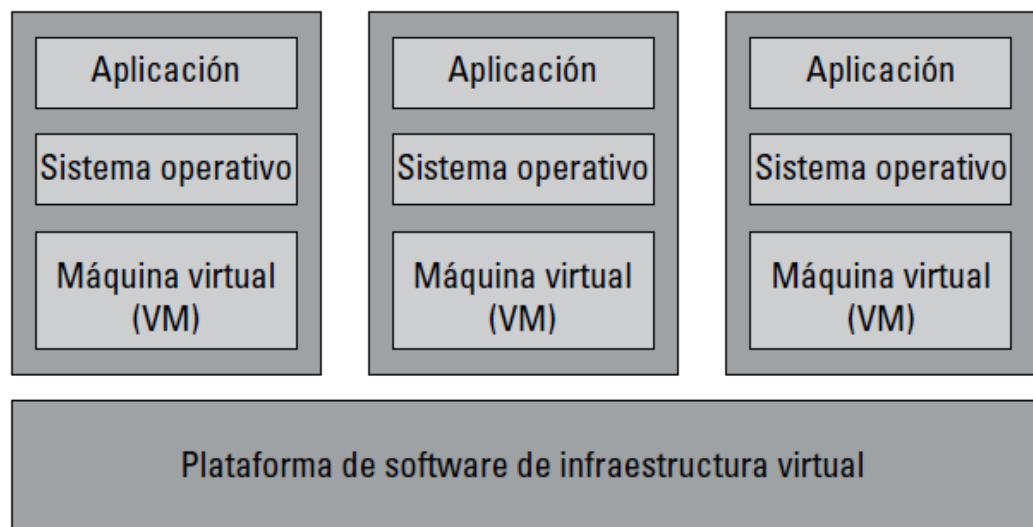 Aplicación
Sistema operativo
Máquina virtual
(VM)
Aplicación
Sistema operativo
Máquina virtual
(VM)
Aplicación
Sistema operativo
Máquina virtual
(VM)
Plataforma de software de infraestructura virtual